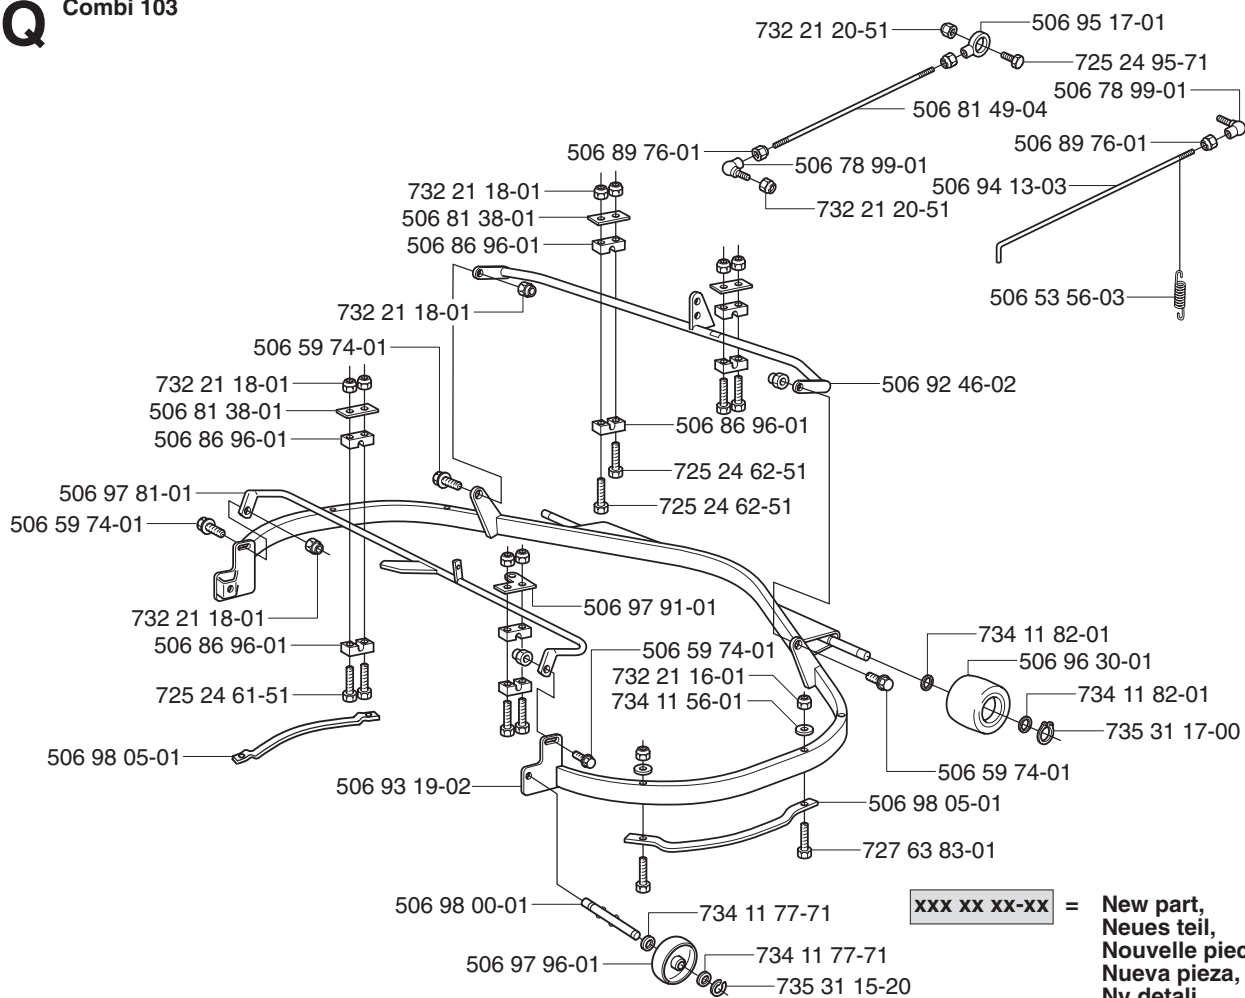 Q
Combi 103
732 21 20-51
506 95 17-01
725 24 95-71
506 78 99-01
506 81 49-04
506 89 76-01
506 89 76-01
506 78 99-01
506 94 13-03
732 21 18-01
732 21 20-51
506 81 38-01
506 86 96-01
506 53 56-03
732 21 18-01
506 59 74-01
732 21 18-01
506 92 46-02
506 81 38-01
506 86 96-01
506 86 96-01
725 24 62-51
506 97 81-01
725 24 62-51
506 59 74-01
506 97 91-01
732 21 18-01
734 11 82-01
506 86 96-01
506 59 74-01
506 96 30-01
732 21 16-01
725 24 61-51
734 11 56-01
734 11 82-01
735 31 17-00
506 98 05-01
506 59 74-01
506 93 19-02
506 98 05-01
727 63 83-01
506 98 00-01
734 11 77-71
xxx xx xx-xx = New part,
Neues teil,
Nouvelle piec
Nueva pieza,
Ny detalj
734 11 77-71
506 97 96-01
735 31 15-20